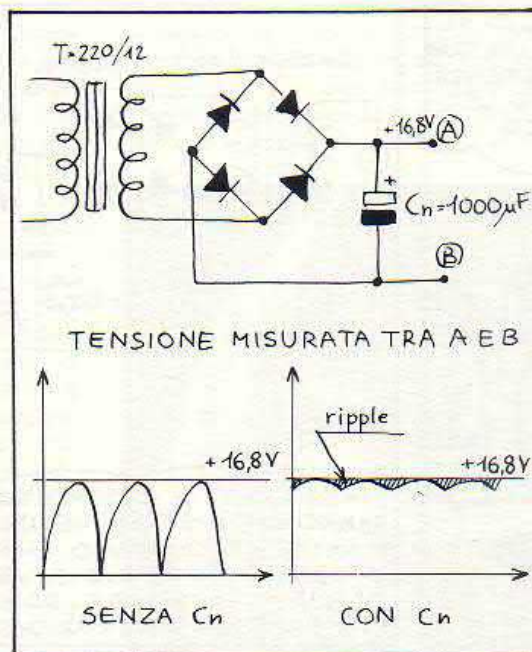 T=220/12
+16,8V A
+
Cn=1000µF
B
TENSIONE MISURATA TRA A E B
ripple
+16,8V
+16,8V
SENZA Cn
CON Cn